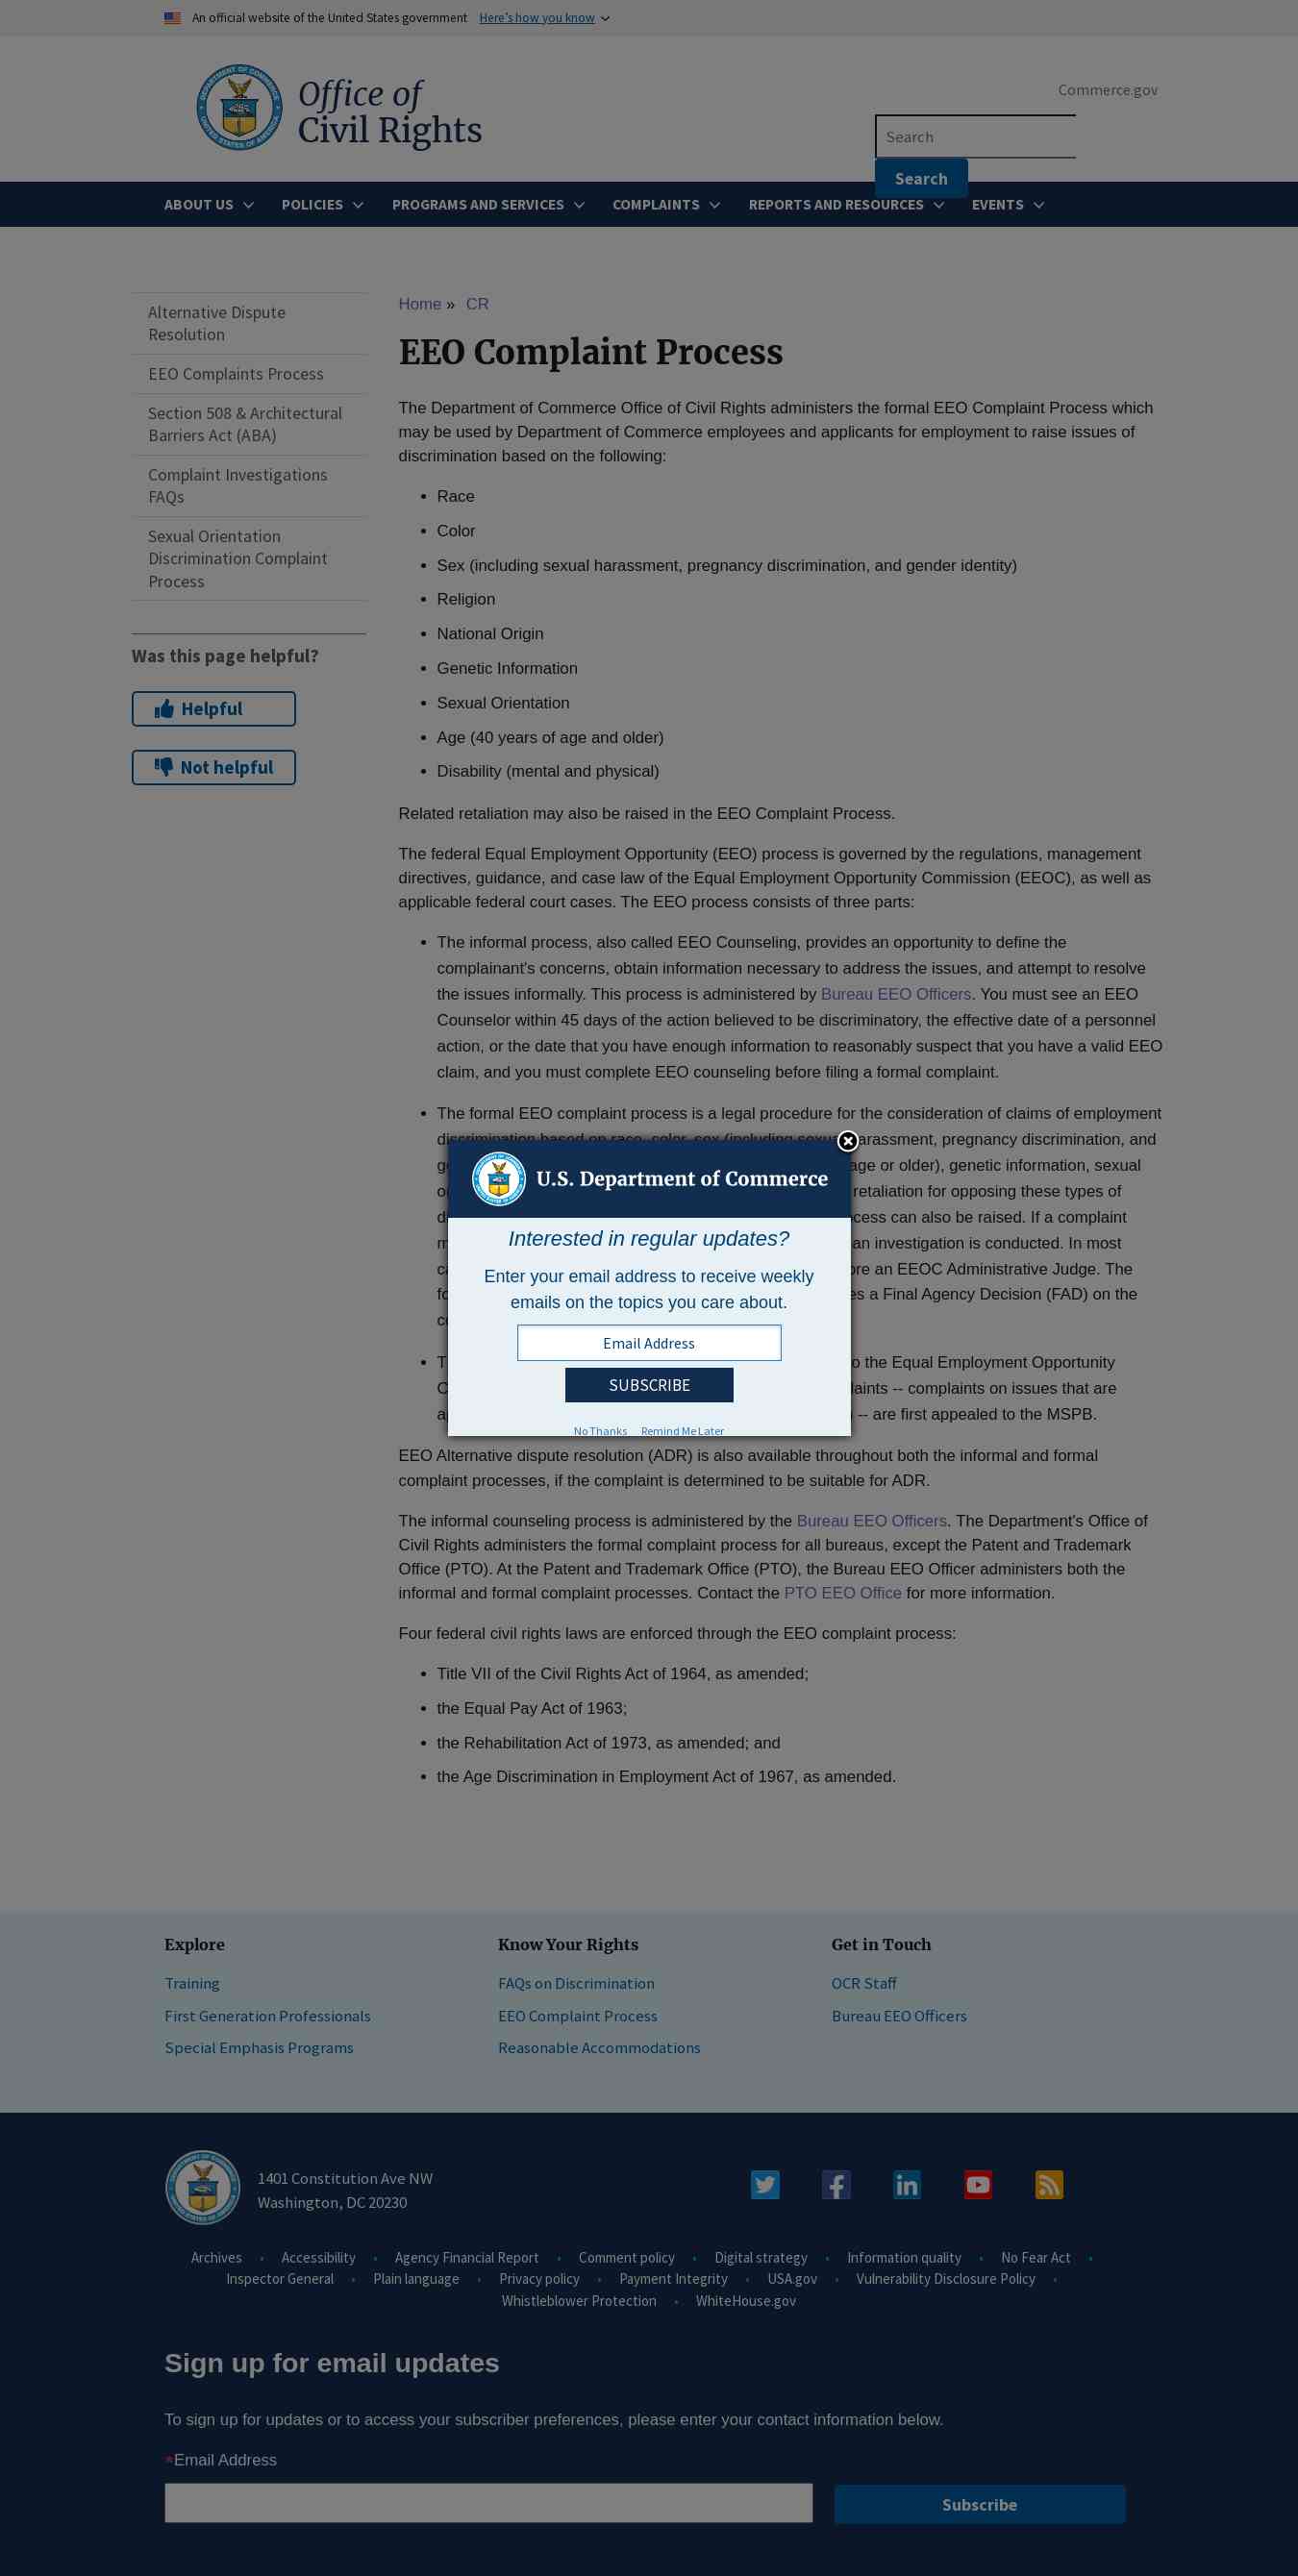 An official website of the United States government Here's how you know
Office of
Civil Rights
Commerce.gov
Search
Search
ABOUT US POLICIES PROGRAMS AND SERVICES COMPLAINTS REPORTS AND RESOURCES EVENTS
Alternative Dispute
Resolution
EEO Complaints Process
Section 508 & Architectural
Barriers Act (ABA)
Complaint Investigations
FAQs
Sexual Orientation
Discrimination Complaint
Process
Was this page helpful?
Helpful
Not helpful
Home » CR
EEO Complaint Process
The Department of Commerce Office of Civil Rights administers the formal EEO Complaint Process which
may be used by Department of Commerce employees and applicants for employment to raise issues of
discrimination based on the following:
• Race
• Color
• Sex (including sexual harassment, pregnancy discrimination, and gender identity)
• Religion
• National Origin
• Genetic Information
• Sexual Orientation
• Age (40 years of age and older)
• Disability (mental and physical)
Related retaliation may also be raised in the EEO Complaint Process.
The federal Equal Employment Opportunity (EEO) process is governed by the regulations, management
directives, guidance, and case law of the Equal Employment Opportunity Commission (EEOC), as well as
applicable federal court cases. The EEO process consists of three parts:
• The informal process, also called EEO Counseling, provides an opportunity to define the
complainant's concerns, obtain information necessary to address the issues, and attempt to resolve
the issues informally. This process is administered by Bureau EEO Officers. You must see an EEO
Counselor within 45 days of the action believed to be discriminatory, the effective date of a personnel
action, or the date that you have enough information to reasonably suspect that you have a valid EEO
claim, and you must complete EEO counseling before filing a formal complaint.
• The formal EEO complaint process is a legal procedure for the consideration of claims of employment
discrimination based on race, color, sex (including sexual harassment, pregnancy discrimination, and
age or older), genetic information, sexual
retaliation for opposing these types of
can also be raised. If a complaint
an investigation is conducted. In most
an EEOC Administrative Judge. The
a Final Agency Decision (FAD) on the
the Equal Employment Opportunity
-- complaints on issues that are
-- are first appealed to the MSPB.
U.S. Department of Commerce
Interested in regular updates?
Enter your email address to receive weekly
emails on the topics you care about.
Email Address
SUBSCRIBE
No Thanks Remind Me Later
EEO Alternative dispute resolution (ADR) is also available throughout both the informal and formal
complaint processes, if the complaint is determined to be suitable for ADR.
The informal counseling process is administered by the Bureau EEO Officers. The Department's Office of
Civil Rights administers the formal complaint process for all bureaus, except the Patent and Trademark
Office (PTO). At the Patent and Trademark Office (PTO), the Bureau EEO Officer administers both the
informal and formal complaint processes. Contact the PTO EEO Office for more information.
Four federal civil rights laws are enforced through the EEO complaint process:
• Title VII of the Civil Rights Act of 1964, as amended;
• the Equal Pay Act of 1963;
• the Rehabilitation Act of 1973, as amended; and
• the Age Discrimination in Employment Act of 1967, as amended.
Explore
Training
First Generation Professionals
Special Emphasis Programs
Know Your Rights
FAQs on Discrimination
EEO Complaint Process
Reasonable Accommodations
Get in Touch
OCR Staff
Bureau EEO Officers
1401 Constitution Ave NW
Washington, DC 20230
Archives • Accessibility • Agency Financial Report • Comment policy • Digital strategy • Information quality • No Fear Act •
Inspector General • Plain language • Privacy policy • Payment Integrity • USA.gov • Vulnerability Disclosure Policy •
Whistleblower Protection • WhiteHouse.gov
Sign up for email updates
To sign up for updates or to access your subscriber preferences, please enter your contact information below.
*Email Address
Subscribe